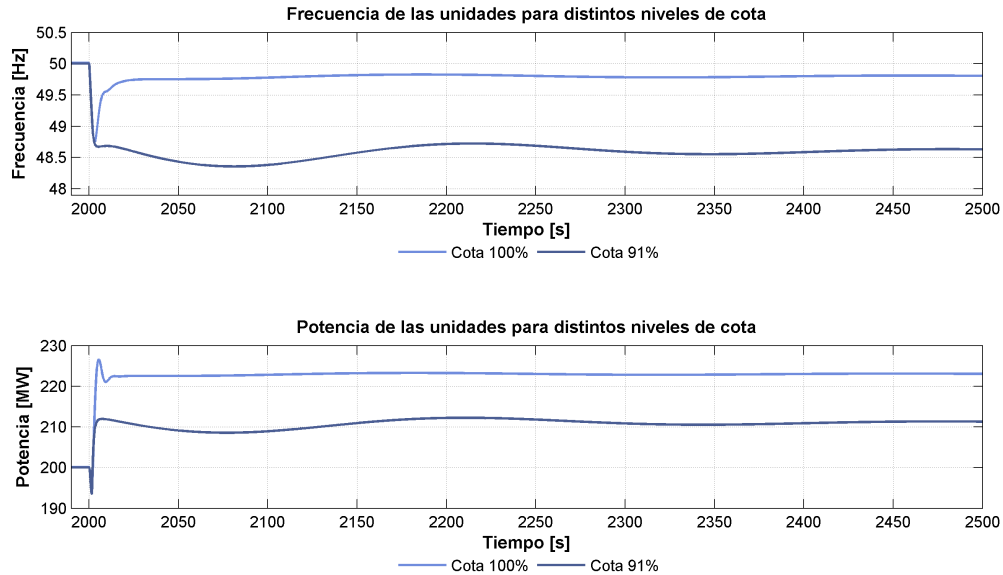 Frecuencia de las unidades para distintos niveles de cota
Frecuencia [Hz]
50.5
50
49.5
49
48.5
48
2000 2050 2100 2150 2200 2250 2300 2350 2400 2450 2500
Tiempo [s]
Cota 100% Cota 91%
Potencia de las unidades para distintos niveles de cota
Potencia [MW]
230
220
210
200
190
2000 2050 2100 2150 2200 2250 2300 2350 2400 2450 2500
Tiempo [s]
Cota 100% Cota 91%